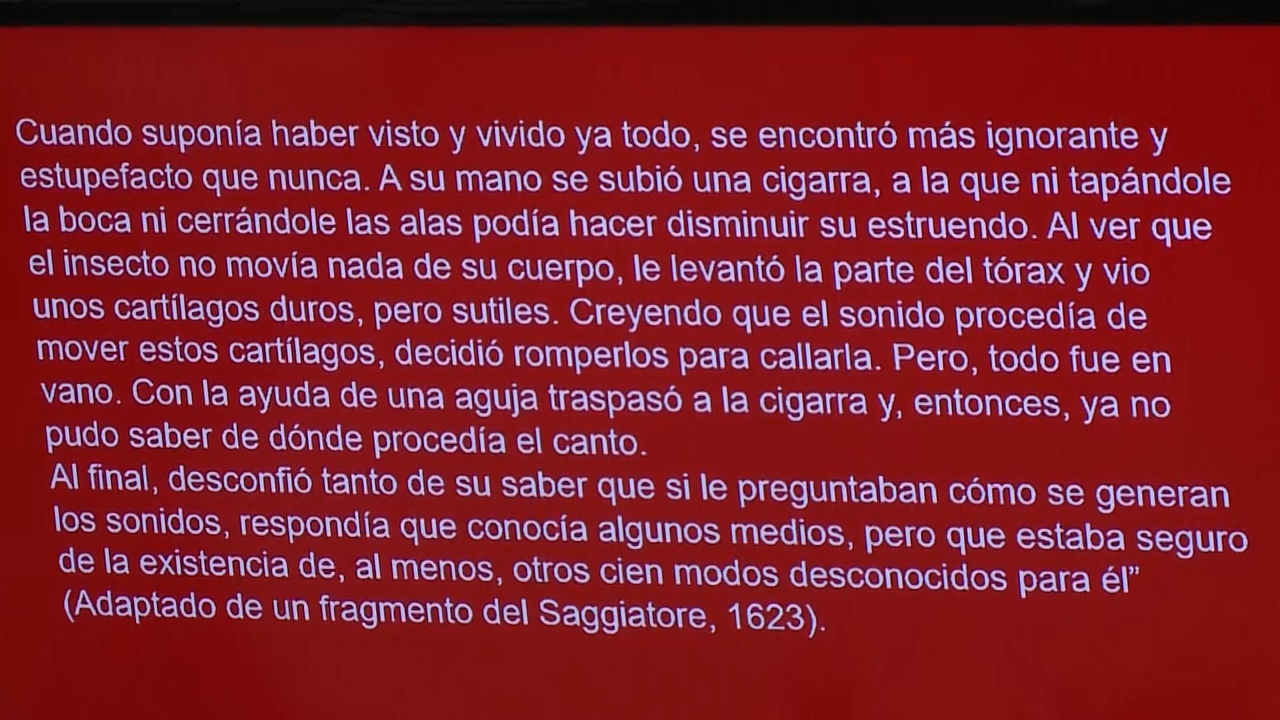 Cuando suponía haber visto y vivido ya todo, se encontró más ignorante y
estupefacto que nunca. A su mano se subió una cigarra, a la que ni tapándole
la boca ni cerrándole las alas podía hacer disminuir su estruendo. Al ver que
el insecto no movía nada de su cuerpo, le levantó la parte del tórax y vio
unos cartílagos duros, pero sutiles. Creyendo que el sonido procedía de
mover estos cartílagos, decidió romperlos para callarla. Pero, todo fue en
vano. Con la ayuda de una aguja traspasó a la cigarra y, entonces, ya no
pudo saber de dónde procedía el canto.
Al final, desconfió tanto de su saber que si le preguntaban cómo se generan
los sonidos, respondía que conocía algunos medios, pero que estaba seguro
de la existencia de, al menos, otros cien modos desconocidos para él”
(Adaptado de un fragmento del Saggiatore, 1623).